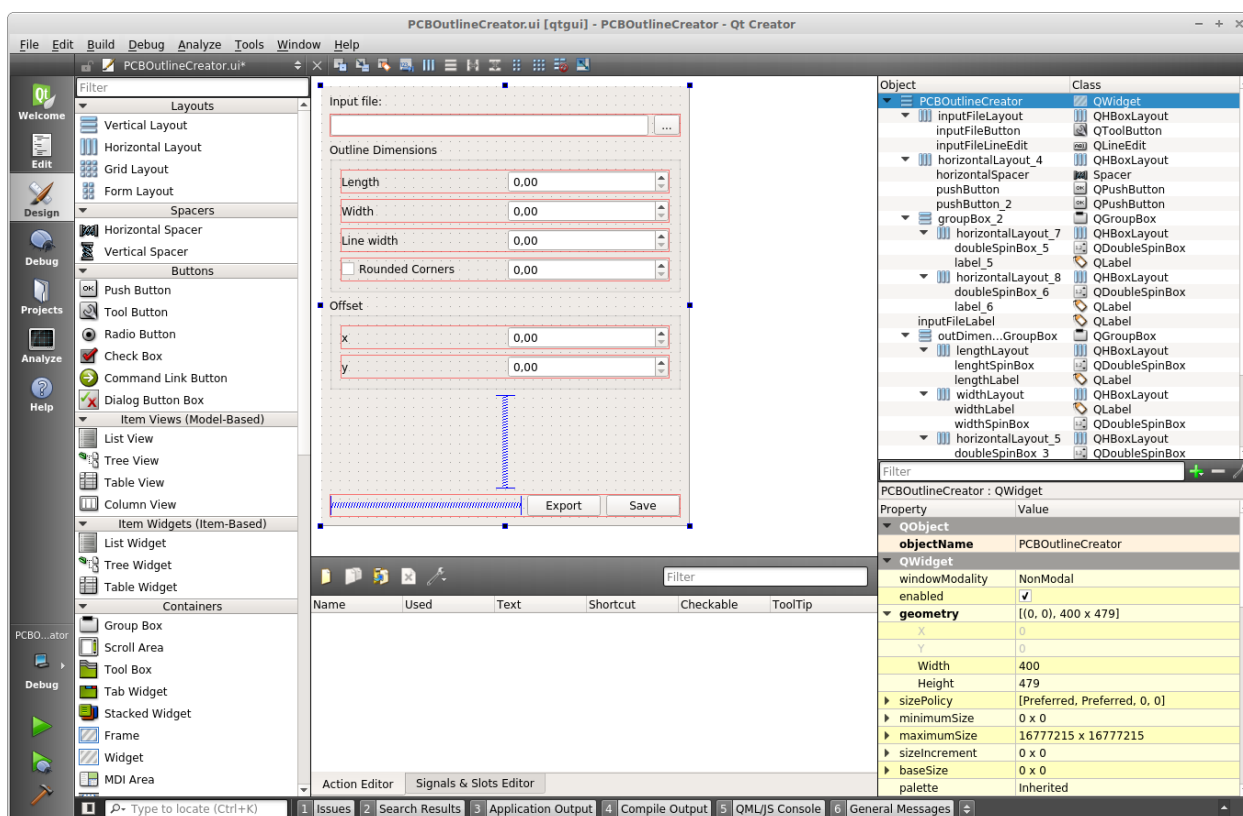 PCBOutlineCreator.ui [qtgui] - PCBOutlineCreator - Qt Creator
File Edit Build Debug Analyze Tools Window Help
PCBOutlineCreator.ui*
Qt
Welcome
Edit
Design
Debug
Projects
Analyze
Help
PCBO...ator
Debug
Filter
Layouts
Vertical Layout
Horizontal Layout
Grid Layout
Form Layout
Spacers
Horizontal Spacer
Vertical Spacer
Buttons
Push Button
Tool Button
Radio Button
Check Box
Command Link Button
Dialog Button Box
Item Views (Model-Based)
List View
Tree View
Table View
Column View
Item Widgets (Item-Based)
List Widget
Tree Widget
Table Widget
Containers
Group Box
Scroll Area
Tool Box
Tab Widget
Stacked Widget
Frame
Widget
MDI Area
Input file:
...
Outline Dimensions
Length 0,00
Width 0,00
Line width 0,00
Rounded Corners 0,00
Offset
x 0,00
y 0,00
Export Save
Filter
Name Used Text Shortcut Checkable ToolTip
Action Editor Signals & Slots Editor
Object Class
PCBOutlineCreator QWidget
inputFileLayout QHBoxLayout
inputFileButton QToolButton
inputFileLineEdit QLineEdit
horizontalLayout_4 QHBoxLayout
horizontalSpacer Spacer
pushButton QPushButton
pushButton_2 QPushButton
groupBox_2 QGroupBox
horizontalLayout_7 QHBoxLayout
doubleSpinBox_5 QDoubleSpinBox
label_5 QLabel
horizontalLayout_8 QHBoxLayout
doubleSpinBox_6 QDoubleSpinBox
label_6 QLabel
inputFileLabel QLabel
outDimen...GroupBox QGroupBox
lengthLayout QHBoxLayout
lenghtSpinBox QDoubleSpinBox
lengthLabel QLabel
widthLayout QHBoxLayout
widthLabel QLabel
widthSpinBox QDoubleSpinBox
horizontalLayout_5 QHBoxLayout
doubleSpinBox_3 QDoubleSpinBox
Filter
PCBOutlineCreator : QWidget
Property Value
QObject
objectName PCBOutlineCreator
QWidget
windowModality NonModal
enabled
geometry [(0, 0), 400 x 479]
X 0
Y 0
Width 400
Height 479
sizePolicy [Preferred, Preferred, 0, 0]
minimumSize 0 x 0
maximumSize 16777215 x 16777215
sizeIncrement 0 x 0
baseSize 0 x 0
palette Inherited
Type to locate (Ctrl+K) 1 Issues 2 Search Results 3 Application Output 4 Compile Output 5 QML/JS Console 6 General Messages